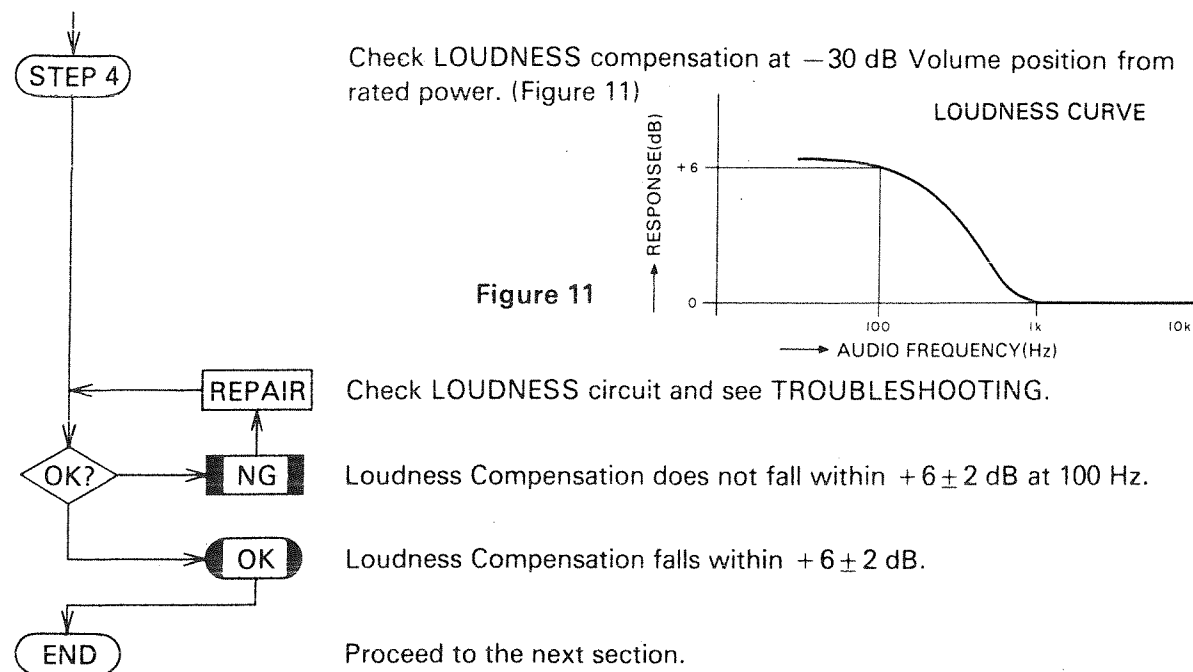 STEP 4
Check LOUDNESS compensation at −30 dB Volume position from
rated power. (Figure 11)
LOUDNESS CURVE
RESPONSE(dB)
+6
0
100
1k
10k
AUDIO FREQUENCY(Hz)
Figure 11
REPAIR
Check LOUDNESS circuit and see TROUBLESHOOTING.
OK?
NG
Loudness Compensation does not fall within +6 ± 2 dB at 100 Hz.
OK
Loudness Compensation falls within +6 ± 2 dB.
END
Proceed to the next section.